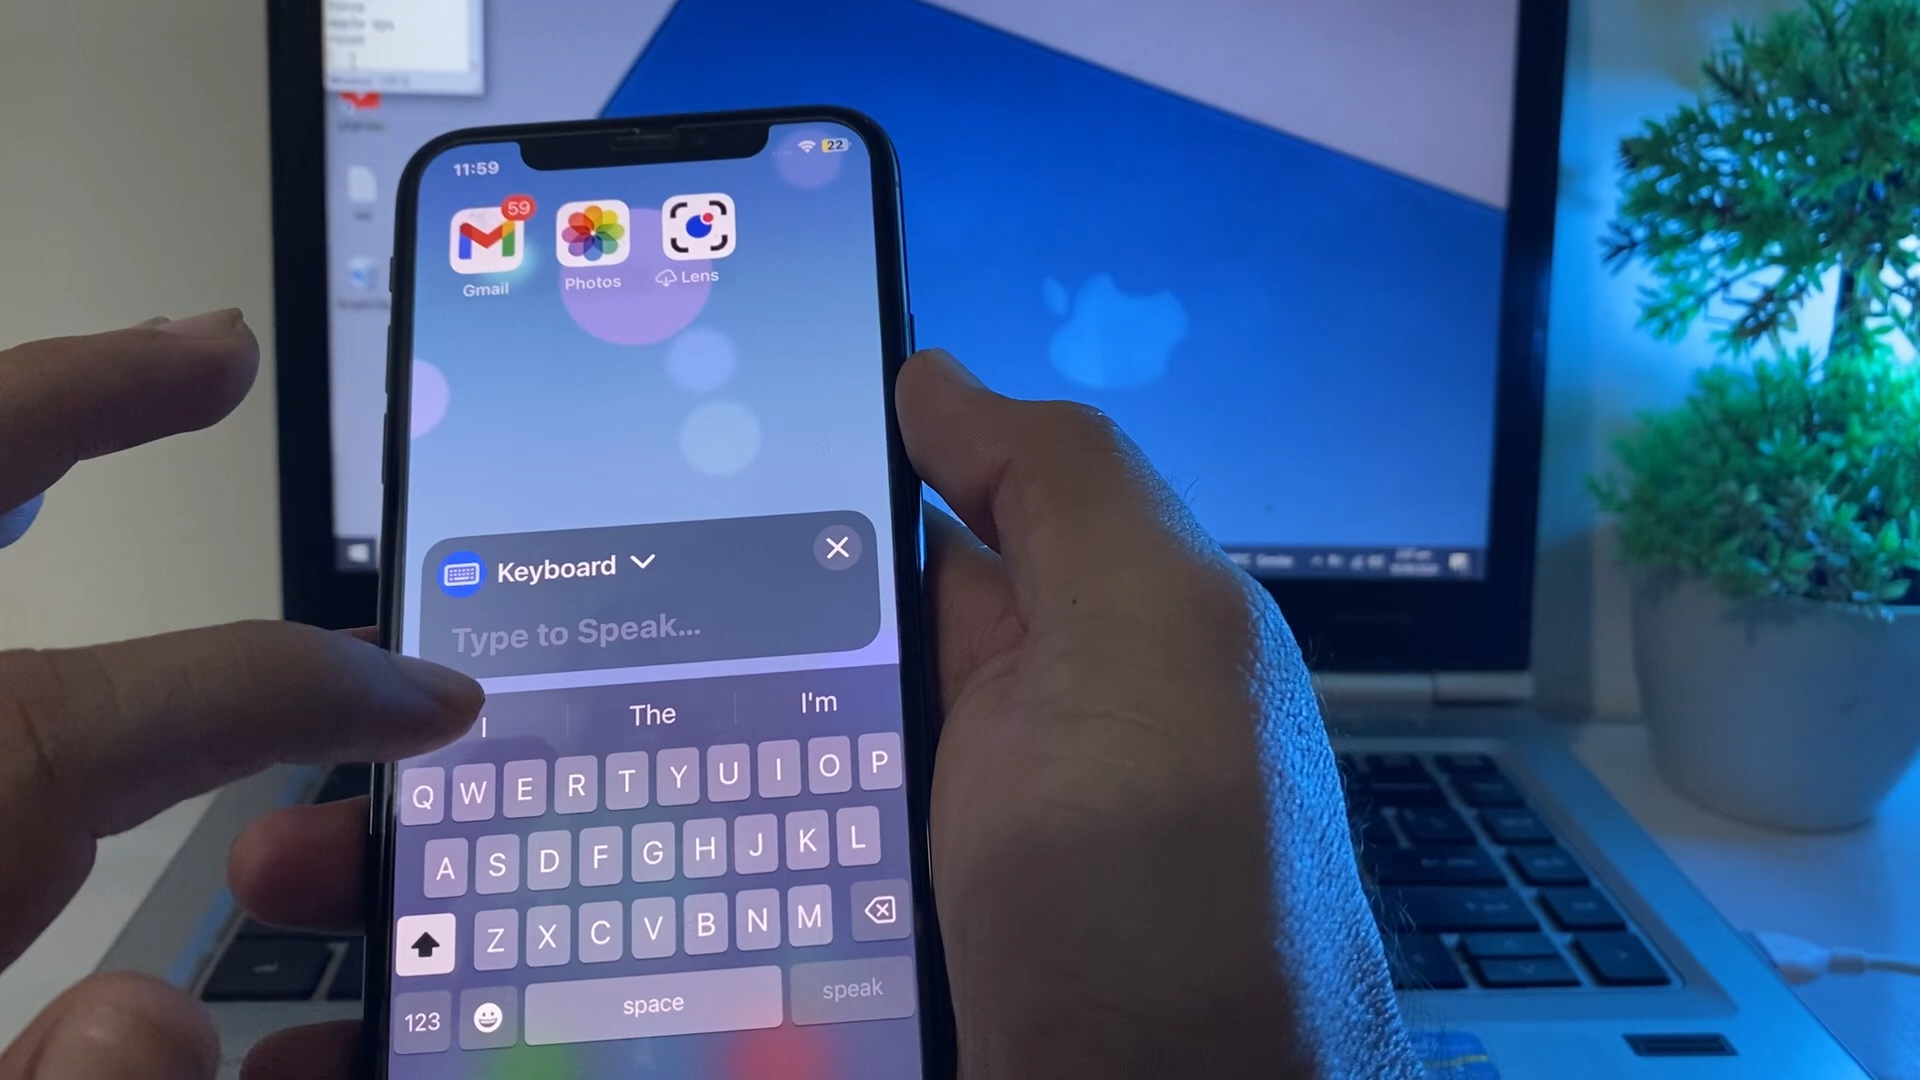 11:59
22
59
Gmail
Photos
Lens
Keyboard
Type to Speak...
I
The
I'm
Q W E R T Y U I O P
A S D F G H J K L
Z X C V B N M
123
space
speak